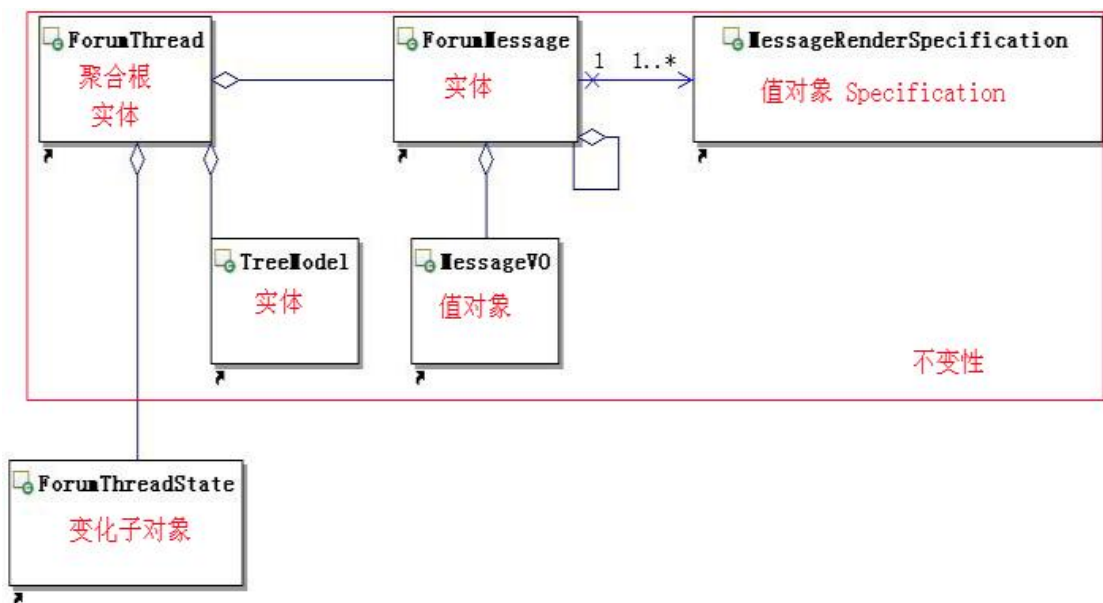 ForumThread
聚合根
实体
ForumMessage
实体
1
1..*
MessageRenderSpecification
值对象 Specification
TreeModel
实体
MessageVO
值对象
不变性
ForumThreadState
变化子对象